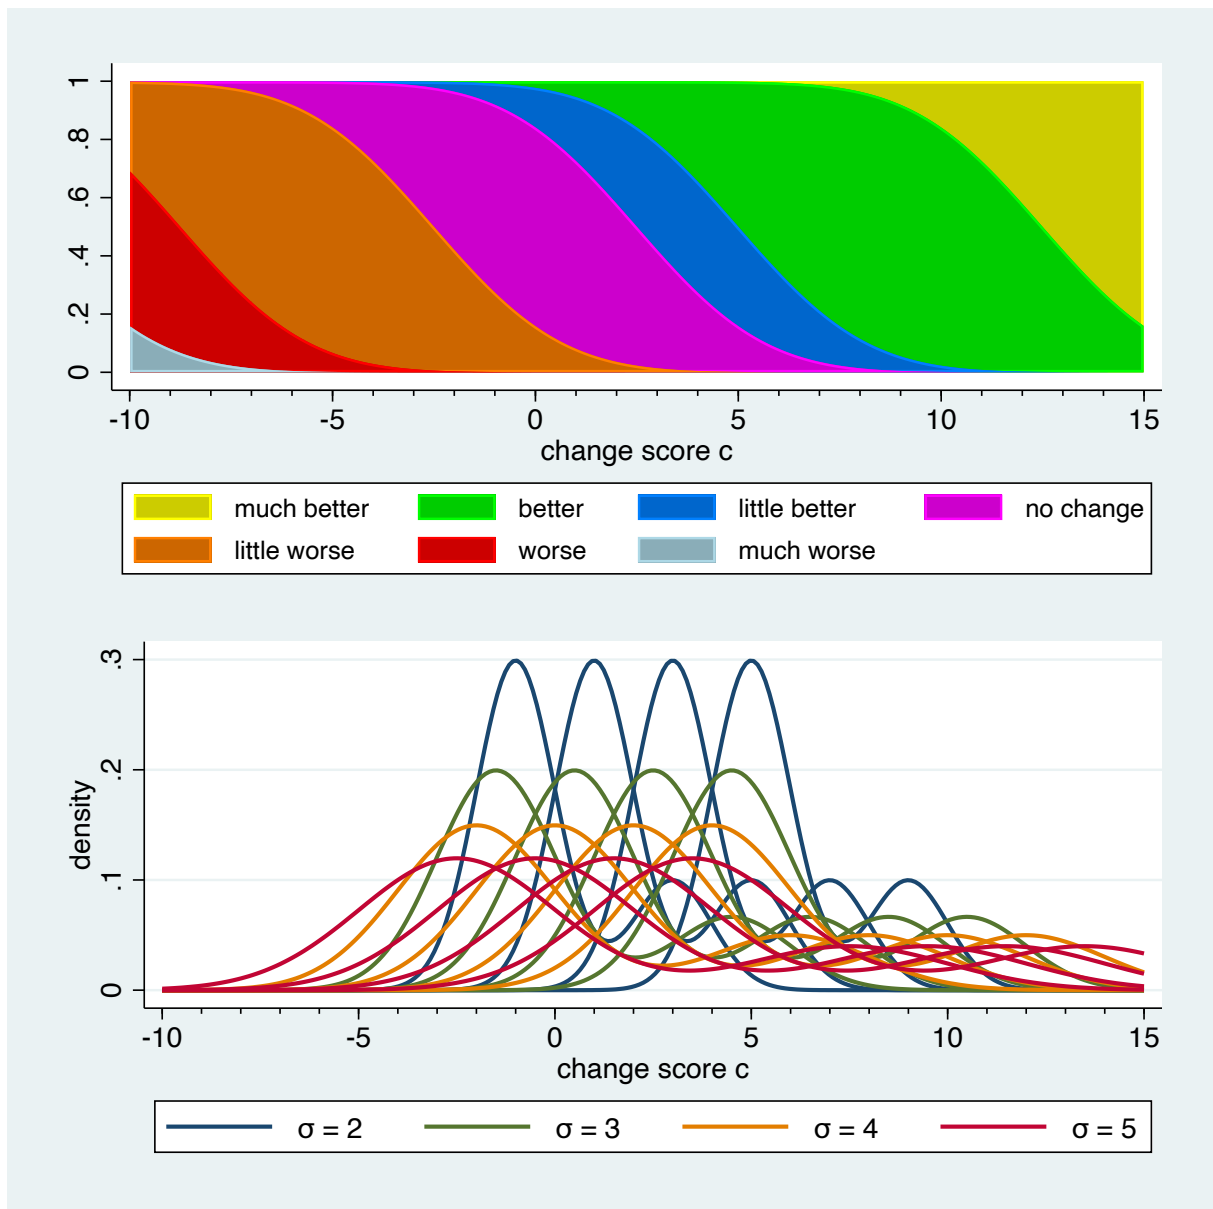 1
.8
.6
.4
.2
0
-10 -5 0 5 10 15
change score c
much better better little better no change
little worse worse much worse
.3
.2
.1
0
density
-10 -5 0 5 10 15
change score c
σ = 2 σ = 3 σ = 4 σ = 5